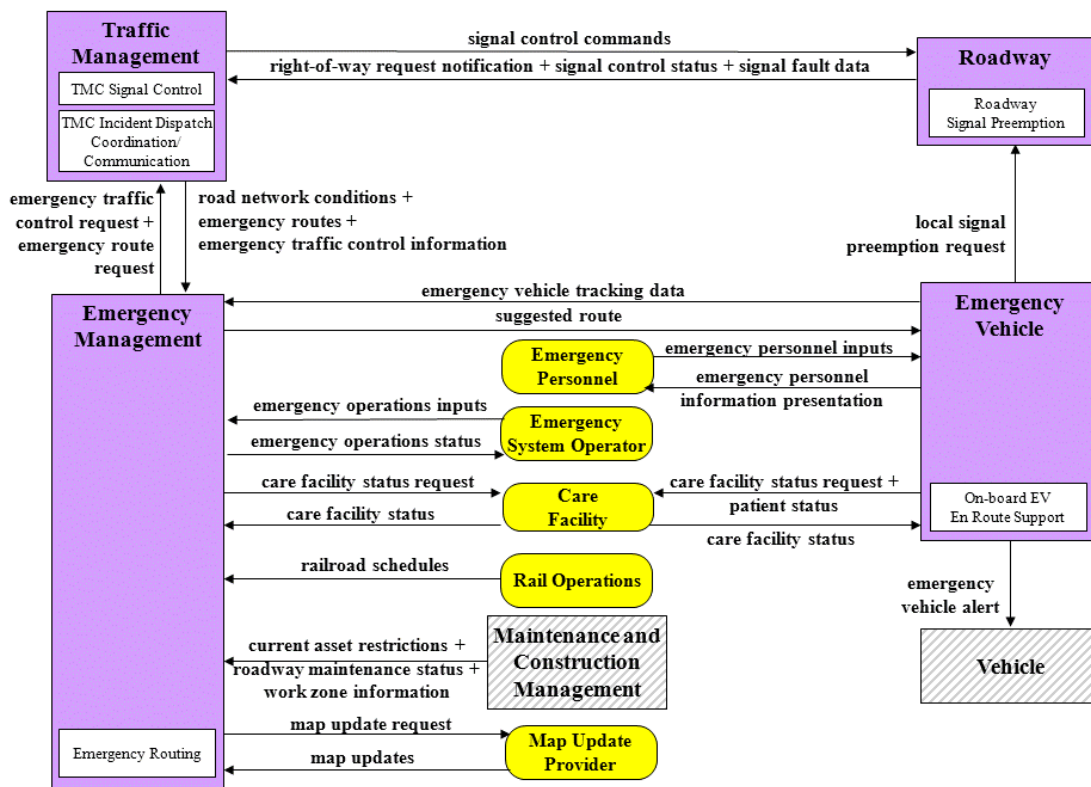 Traffic
Management
TMC Signal Control
TMC Incident Dispatch
Coordination/
Communication
signal control commands
right-of-way request notification + signal control status + signal fault data
Roadway
Roadway
Signal Preemption
emergency traffic
control request +
emergency route
request
road network conditions +
emergency routes +
emergency traffic control information
local signal
preemption request
Emergency
Management
emergency vehicle tracking data
suggested route
Emergency
Vehicle
Emergency
Personnel
emergency personnel inputs
emergency personnel
information presentation
emergency operations inputs
emergency operations status
Emergency
System Operator
care facility status request
care facility status
Care
Facility
care facility status request +
patient status
care facility status
On-board EV
En Route Support
railroad schedules
Rail Operations
emergency
vehicle alert
current asset restrictions +
roadway maintenance status +
work zone information
Maintenance and
Construction
Management
Vehicle
Emergency Routing
map update request
map updates
Map Update
Provider